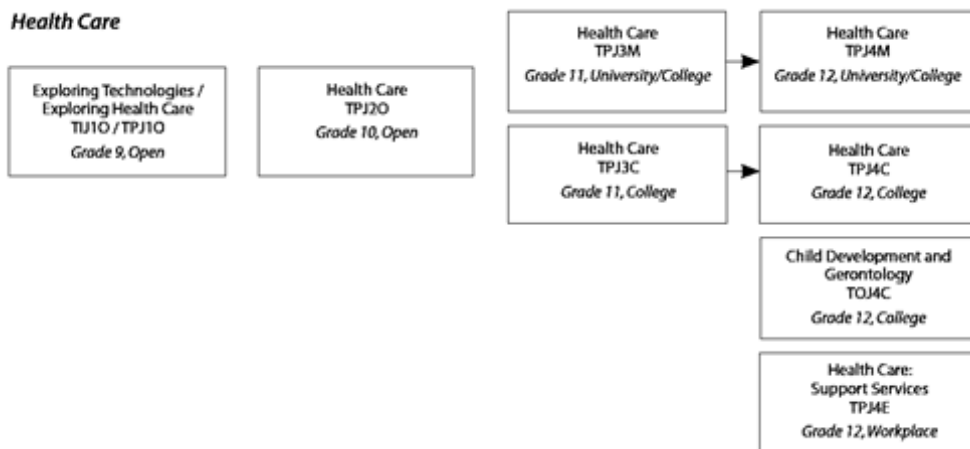 Health Care
Exploring Technologies /
Exploring Health Care
TIJ1O / TPJ1O
Grade 9, Open
Health Care
TPJ2O
Grade 10, Open
Health Care
TPJ3M
Grade 11, University/College
Health Care
TPJ4M
Grade 12, University/College
Health Care
TPJ3C
Grade 11, College
Health Care
TPJ4C
Grade 12, College
Child Development and
Gerontology
TOJ4C
Grade 12, College
Health Care:
Support Services
TPJ4E
Grade 12, Workplace